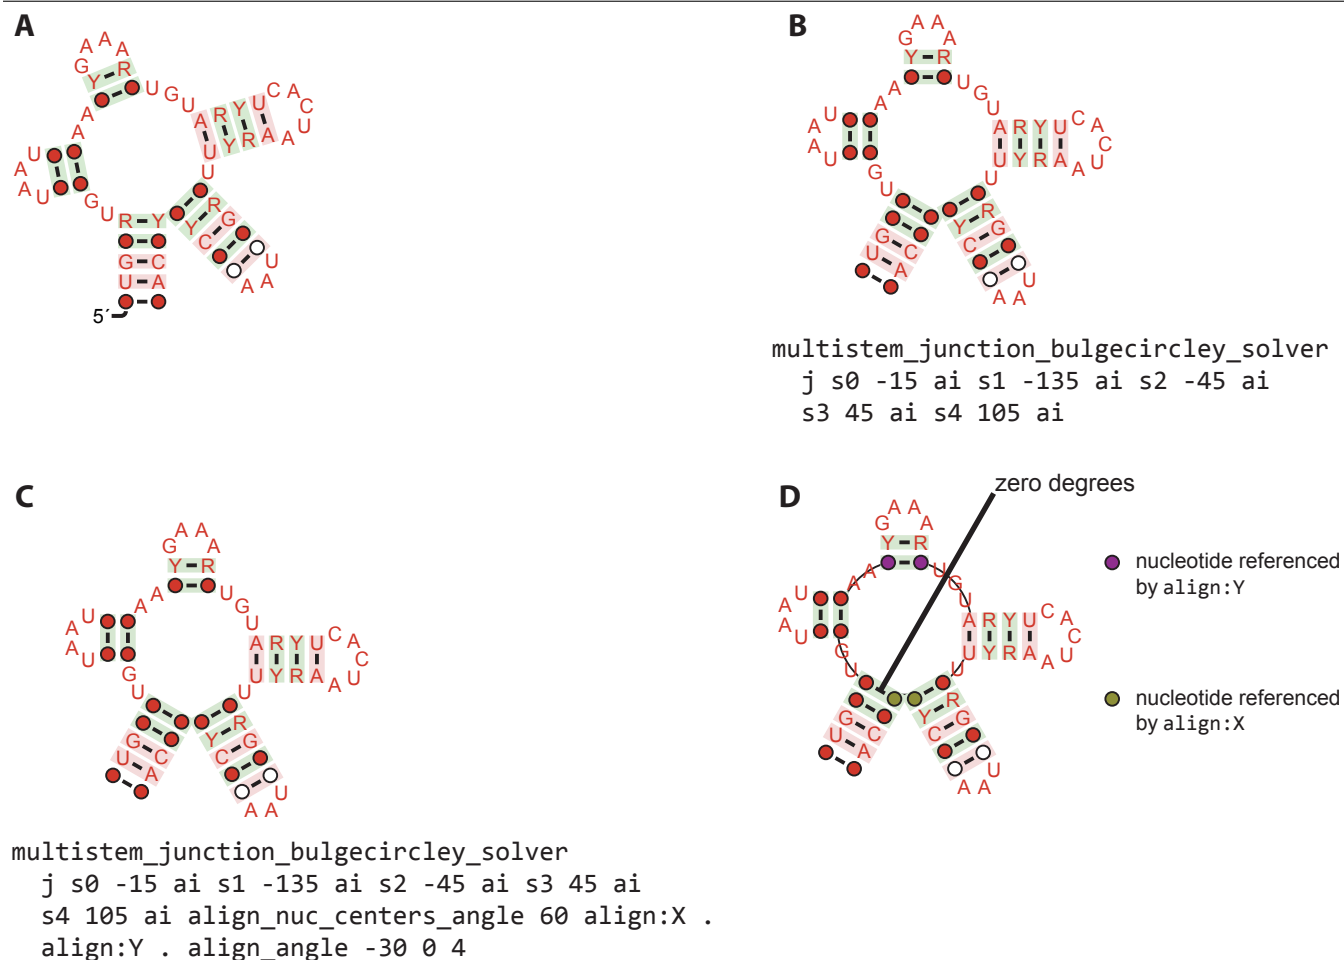 A
A A A
G A
Y R
U G U
A R Y U C A C U A A
U Y R A
A A
U A A U
G U
U
R Y
G C
U A
R G
Y C
U A A
5´
B
A A
G A
Y R
U G U
A R Y U C A C U A A
U Y R A
A A
U A A U
G U
U
G C
U A
R G
Y C
U A A
multistem_junction_bulgecircley_solver
j s0 -15 ai s1 -135 ai s2 -45 ai
s3 45 ai s4 105 ai
C
A A
G A
Y R
U G U
A R Y U C A C U A A
U Y R A
A A
U A A U
G U
U
G C
U A
R G
Y C
U A A
multistem_junction_bulgecircley_solver
j s0 -15 ai s1 -135 ai s2 -45 ai s3 45 ai
s4 105 ai align_nuc_centers_angle 60 align:X .
align:Y . align_angle -30 0 4
D
zero degrees
A A
G A
Y R
U G U
A R Y U C A C U A A
U Y R A
A A
U A A U
G U
U
G C
U A
R G
Y C
U A A
nucleotide referenced
by align:Y
nucleotide referenced
by align:X